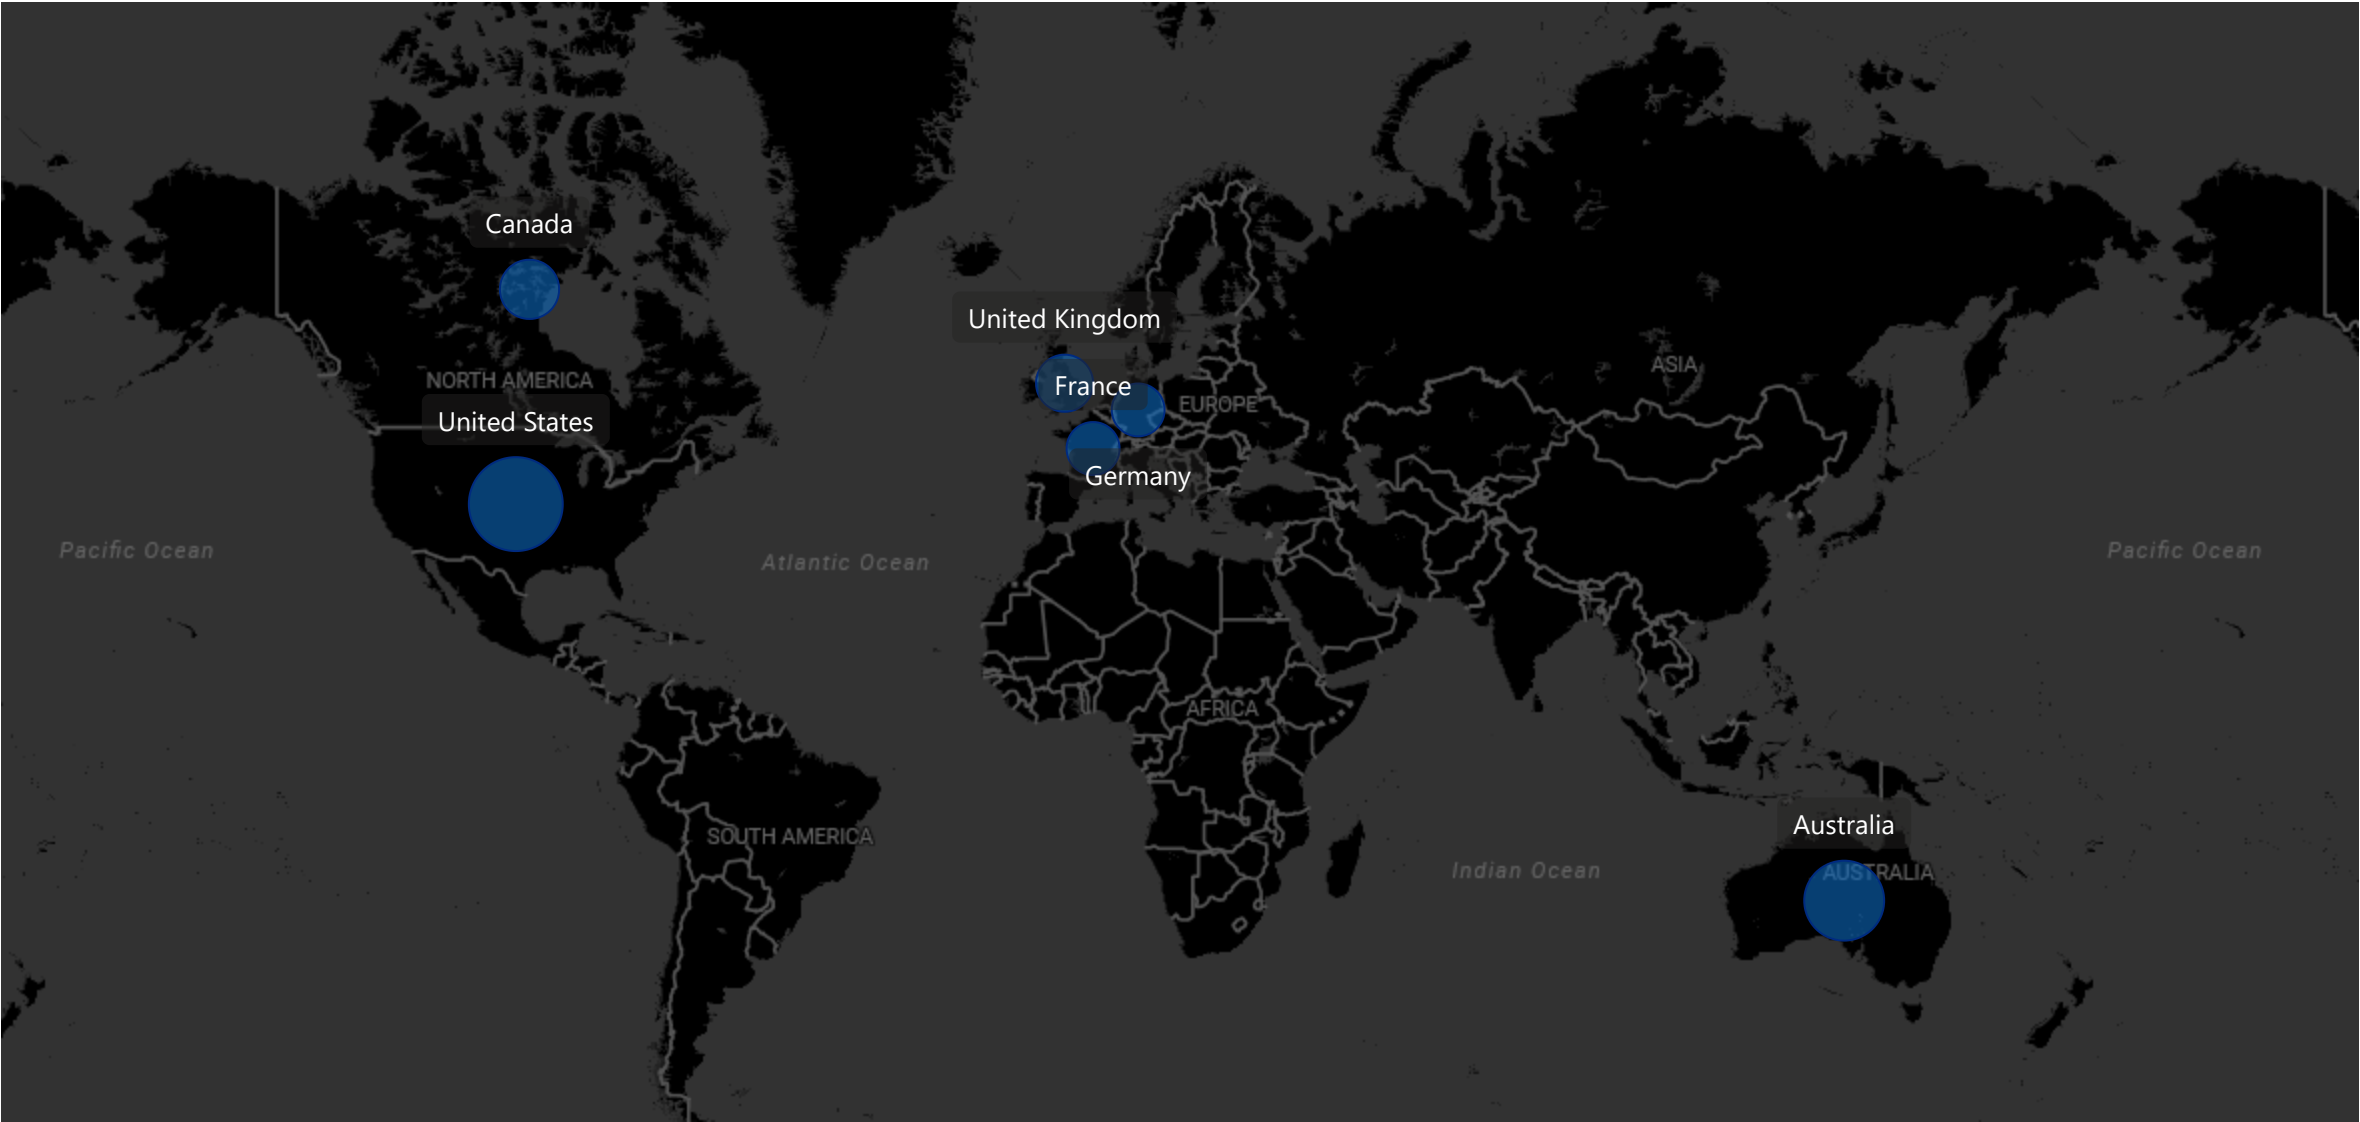 Canada
United Kingdom
ASIA
NORTH AMERICA
France
EUROPE
United States
Germany
Pacific Ocean
Atlantic Ocean
Pacific Ocean
AFRICA
Australia
SOUTH AMERICA
Indian Ocean
AUSTRALIA